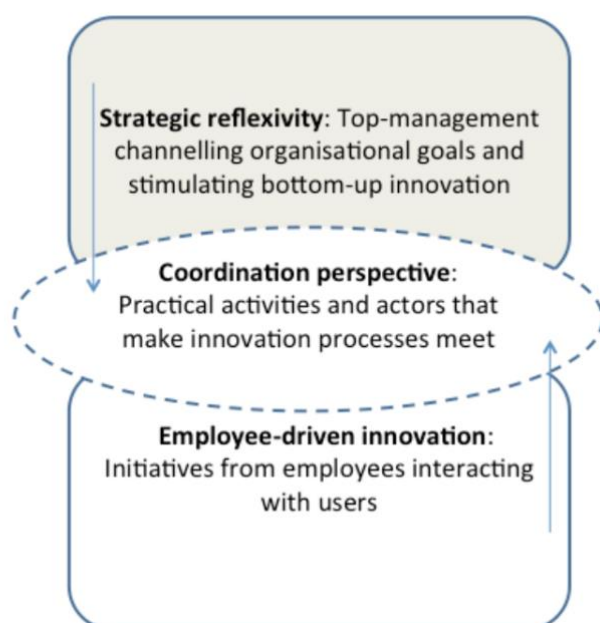 Strategic reflexivity: Top-management
channelling organisational goals and
stimulating bottom-up innovation
Coordination perspective:
Practical activities and actors that
make innovation processes meet
Employee-driven innovation:
Initiatives from employees interacting
with users